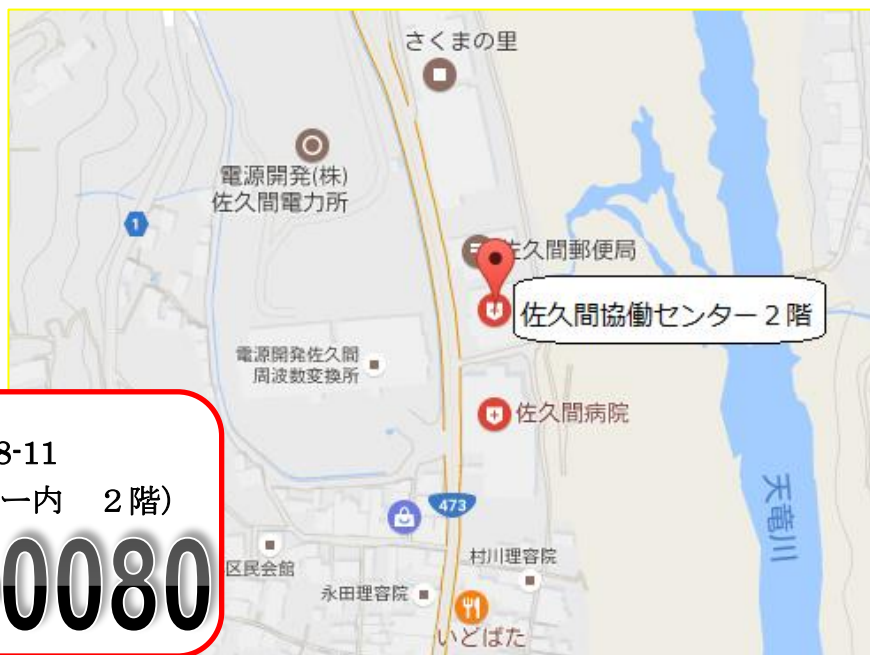 さくまの里
電源開発(株)
佐久間電力所
1
佐久間郵便局
佐久間協働センター２階
電源開発佐久間
周波数変換所
佐久間病院
8-11
ー内　２階）
0080
473
天竜川
区民会館
村川理容院
永田理容院
いどばた